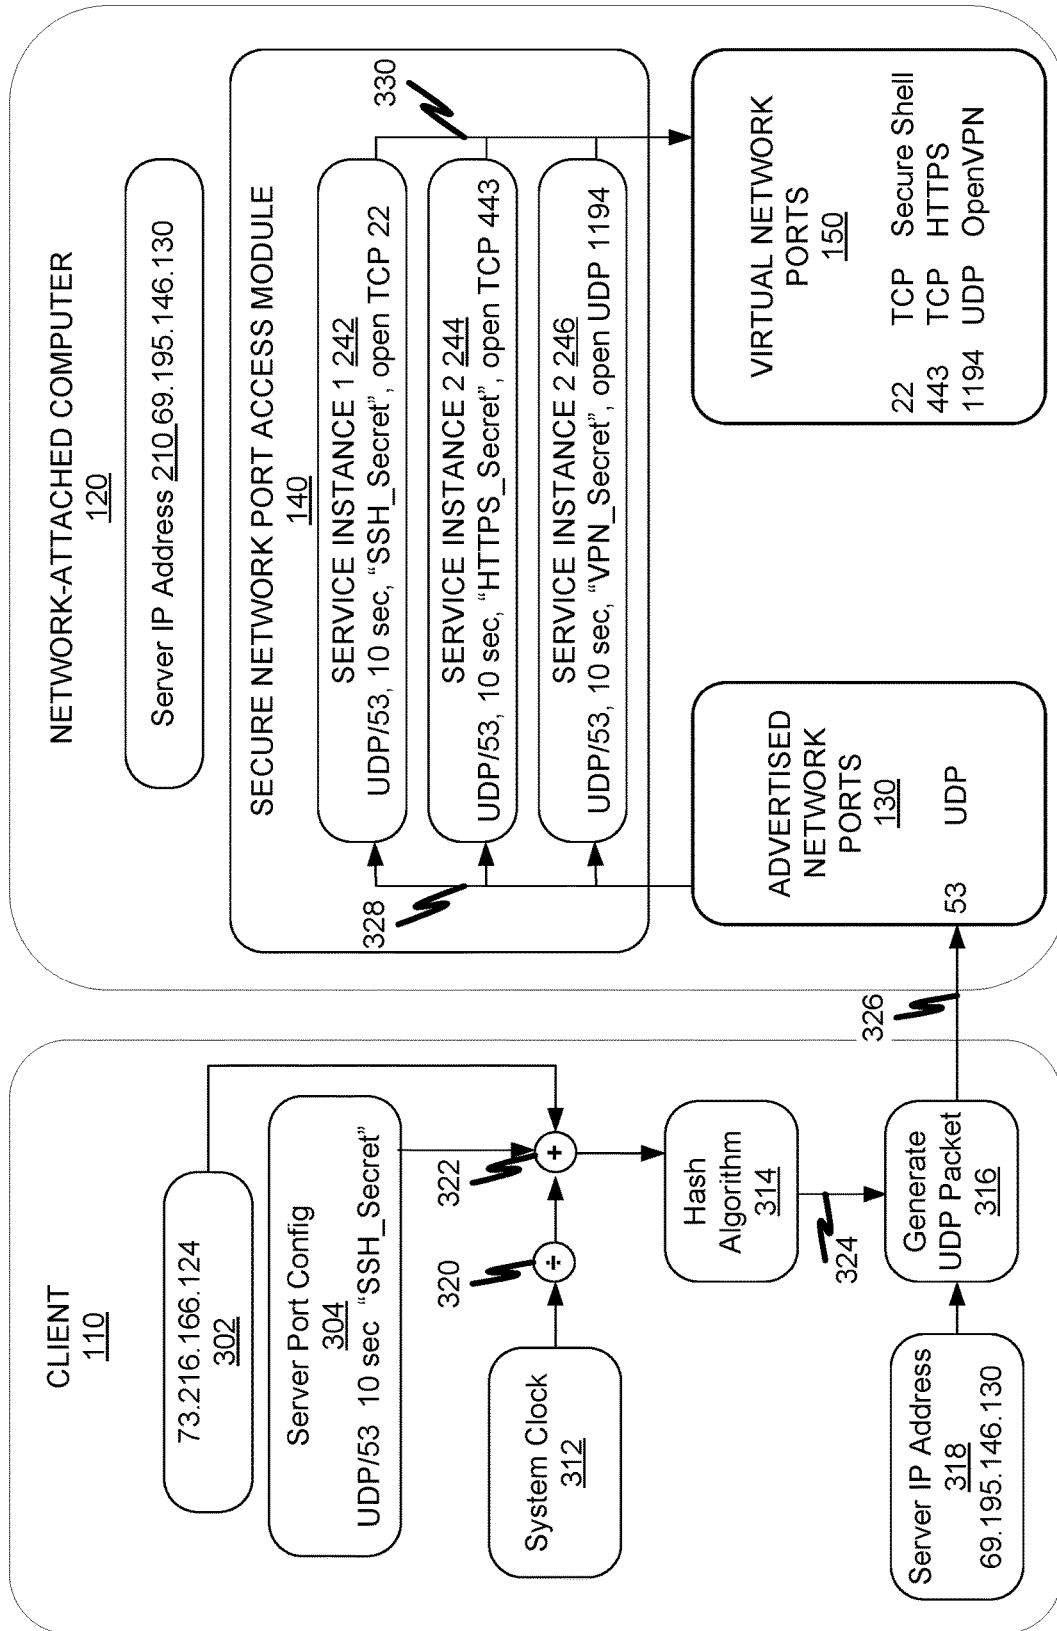 CLIENT
110
73.216.166.124
302
Server Port Config
304
UDP/53 10 sec “SSH_Secret”
System Clock
312
320
÷
322
+
Hash
Algorithm
314
324
Server IP Address
318
69.195.146.130
Generate
UDP Packet
316
326
NETWORK-ATTACHED COMPUTER
120
Server IP Address 210 69.195.146.130
SECURE NETWORK PORT ACCESS MODULE
140
SERVICE INSTANCE 1 242
UDP/53, 10 sec, “SSH_Secret”, open TCP 22
SERVICE INSTANCE 2 244
UDP/53, 10 sec, “HTTPS_Secret”, open TCP 443
SERVICE INSTANCE 2 246
UDP/53, 10 sec, “VPN_Secret”, open UDP 1194
328
330
ADVERTISED
NETWORK
PORTS
130
53 UDP
VIRTUAL NETWORK
PORTS
150
22 TCP Secure Shell
443 TCP HTTPS
1194 UDP OpenVPN